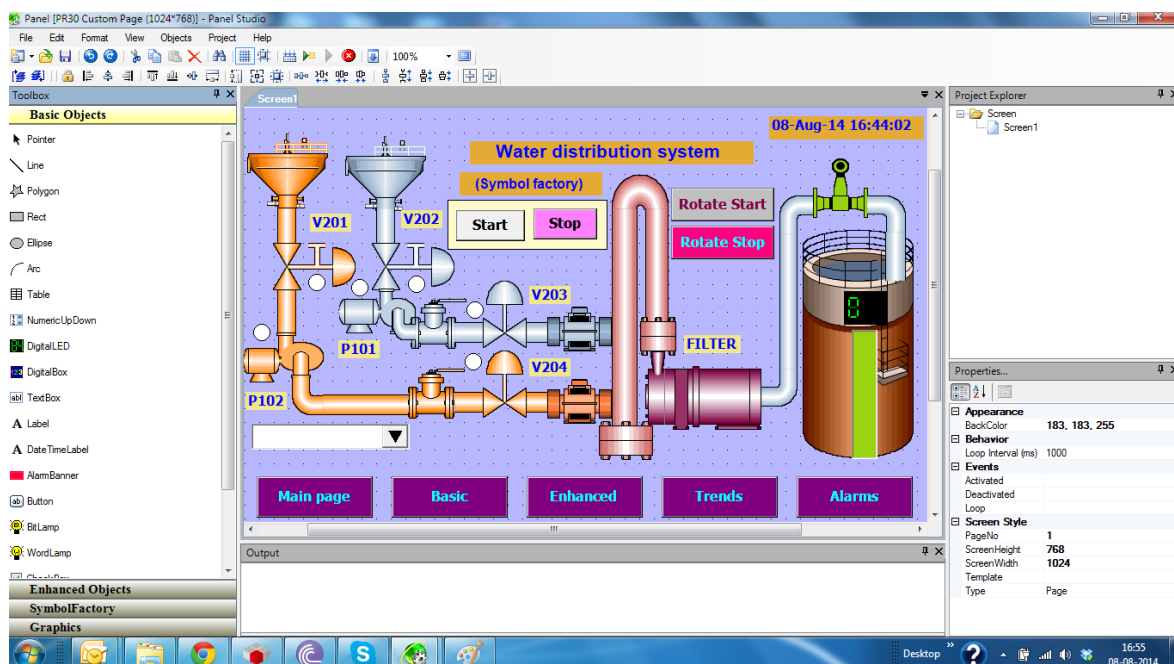 Panel [PR30 Custom Page (1024*768)] - Panel Studio
File Edit Format View Objects Project Help
100%
Toolbox
Basic Objects
Pointer
Line
Polygon
Rect
Ellipse
Arc
Table
NumericUpDown
DigitalLED
DigitalBox
TextBox
Label
DateTimeLabel
AlarmBanner
Button
BitLamp
WordLamp
CheckBox
Enhanced Objects
SymbolFactory
Graphics
Screen1
08-Aug-14 16:44:02
Water distribution system
(Symbol factory)
Start Stop
Rotate Start
Rotate Stop
V201
V202
V203
P101
FILTER
V204
P102
0
Main page Basic Enhanced Trends Alarms
Output
Project Explorer
Screen
Screen1
Properties...
Appearance
BackColor 183, 183, 255
Behavior
Loop Interval (ms) 1000
Events
Activated
Deactivated
Loop
Screen Style
PageNo 1
ScreenHeight 768
ScreenWidth 1024
Template
Type Page
Desktop
16:55
08-08-2014